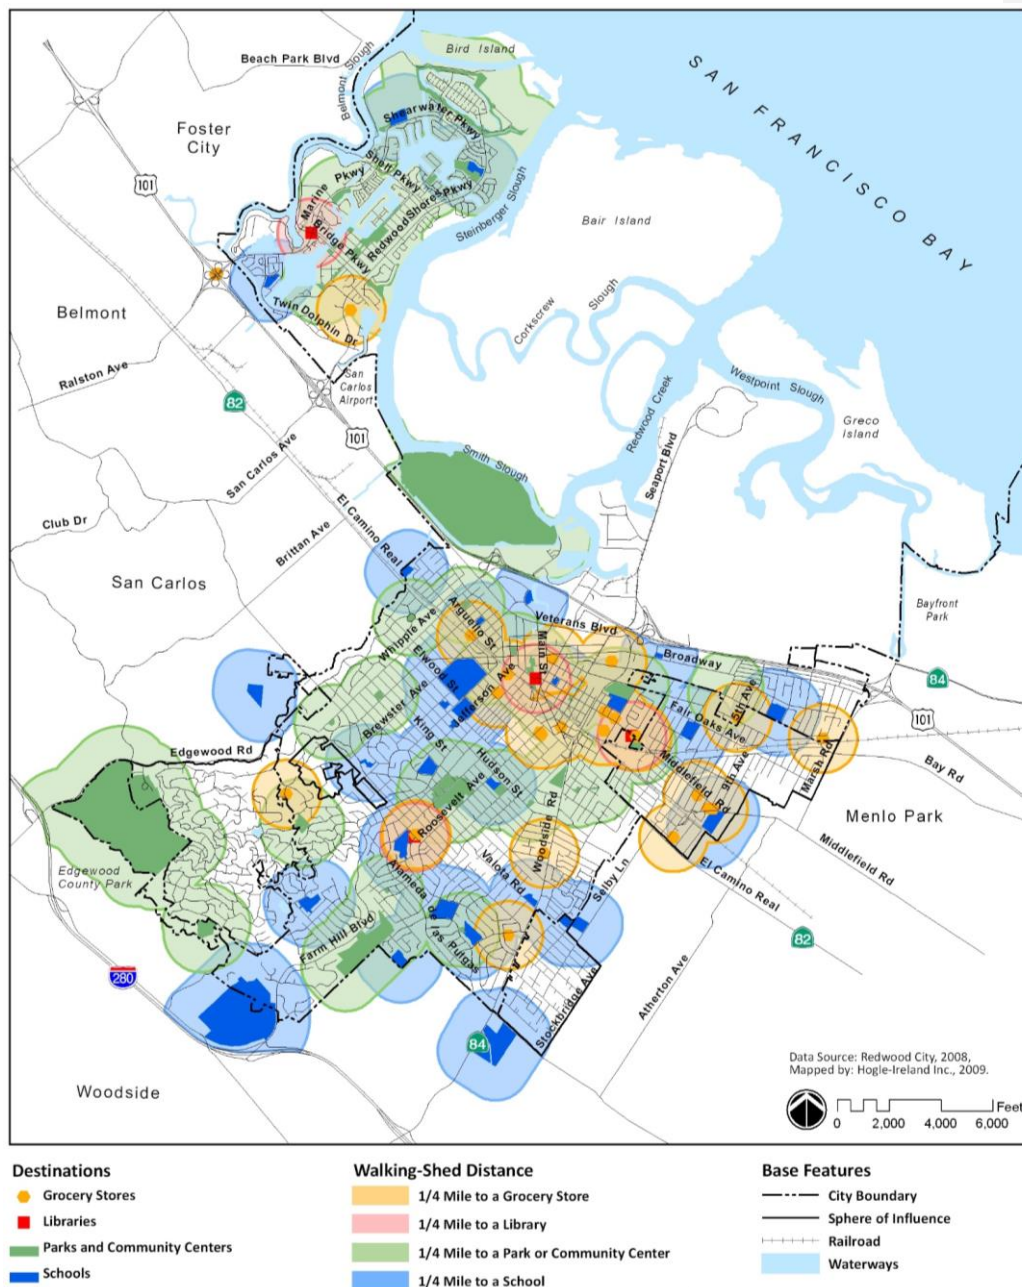 Bird Island
Beach Park Blvd
Belmont Slough
SAN FRANCISCO BAY
Foster
City
Shearwater Pkwy
101
Shell Pkwy
Marine Pkwy
Redwood Shores Pkwy
Steinberger Slough
Bridge Pkwy
Bair Island
Belmont
Twin Dolphin Dr
Corkscrew Slough
Ralston Ave
San
Carlos
Airport
Redwood Creek
Westpoint Slough
82
Greco
Island
101
San Carlos Ave
Smith Slough
Seaport Blvd
Club Dr
El Camino Real
Brittan Ave
San Carlos
Bayfront
Park
Whipple Ave
Arguello St
Veterans Blvd
Main St
Broadway
84
Elwood St
Jefferson Ave
5th Ave
Brewster Ave
Fair Oaks Ave
101
King St
Edgewood Rd
Hudson St
Middlefield Rd
9th Ave
Marsh Rd
Bay Rd
Roosevelt Ave
Woodside Rd
Menlo Park
Edgewood
County Park
Valota Rd
Selby Ln
El Camino Real
Middlefield Rd
Alameda de las Pulgas
Farm Hill Blvd
82
280
Stockbridge Ave
Atherton Ave
84
Woodside
Data Source: Redwood City, 2008,
Mapped by: Hogle-Ireland Inc., 2009.
Feet
0 2,000 4,000 6,000
Destinations
Grocery Stores
Libraries
Parks and Community Centers
Schools
Walking-Shed Distance
1/4 Mile to a Grocery Store
1/4 Mile to a Library
1/4 Mile to a Park or Community Center
1/4 Mile to a School
Base Features
City Boundary
Sphere of Influence
Railroad
Waterways